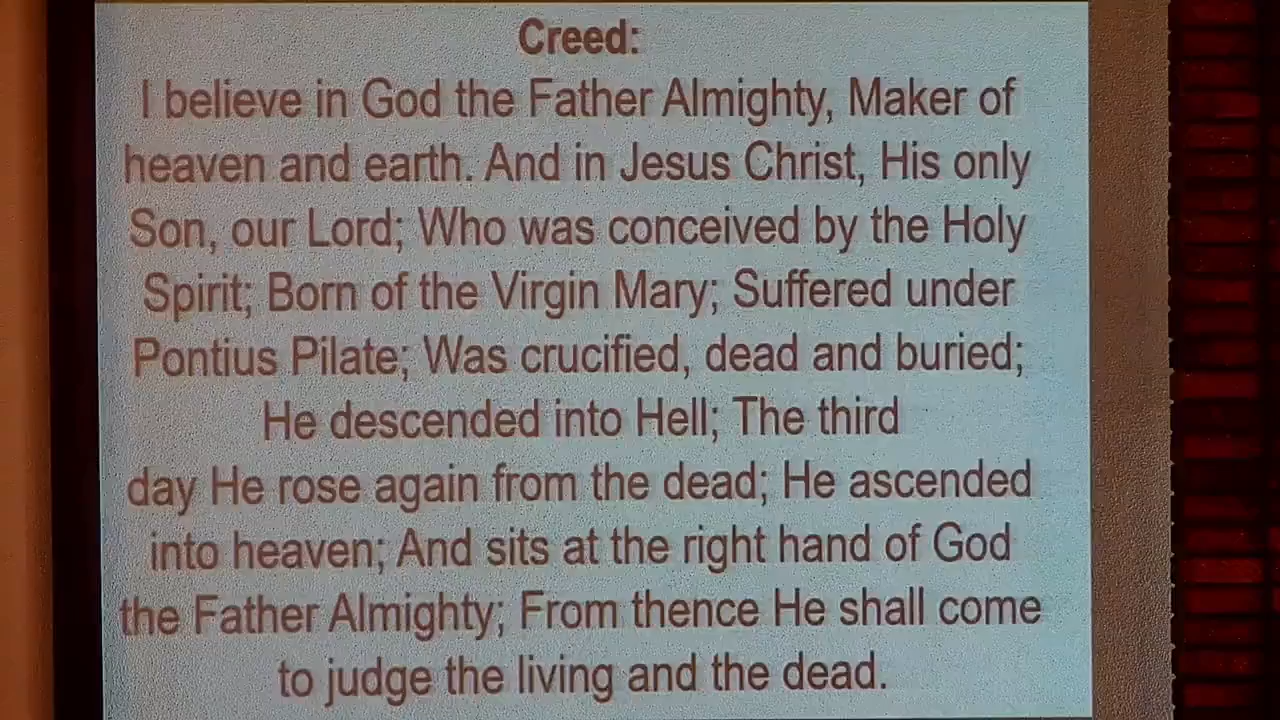 Creed:
I believe in God the Father Almighty, Maker of
heaven and earth. And in Jesus Christ, His only
Son, our Lord; Who was conceived by the Holy
Spirit; Born of the Virgin Mary; Suffered under
Pontius Pilate; Was crucified, dead and buried;
He descended into Hell; The third
day He rose again from the dead; He ascended
into heaven; And sits at the right hand of God
the Father Almighty; From thence He shall come
to judge the living and the dead.